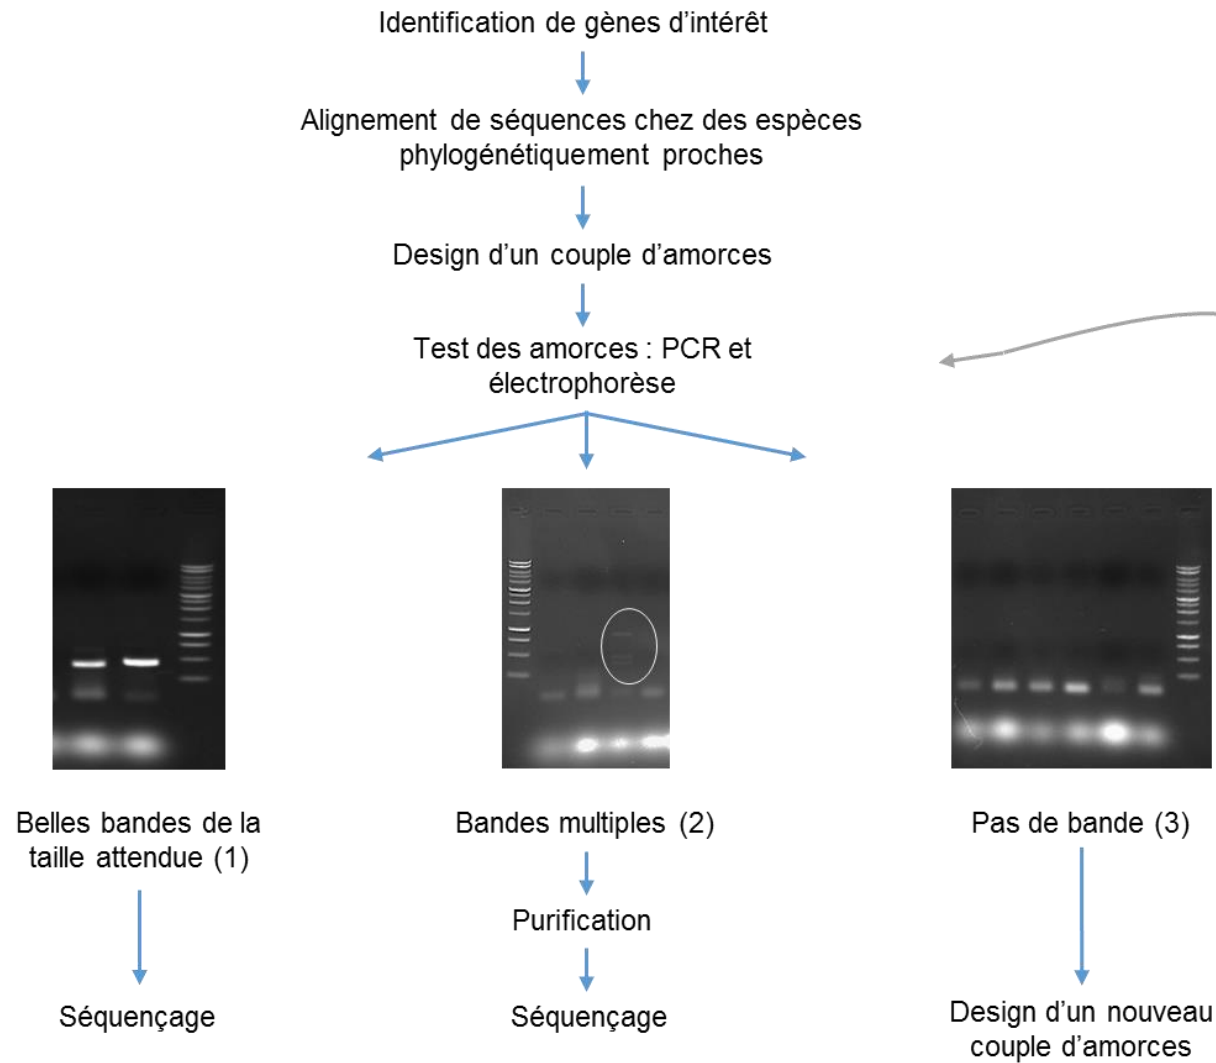 Identification de gènes d’intérêt
Alignement de séquences chez des espèces
phylogénétiquement proches
Design d’un couple d’amorces
Test des amorces : PCR et
électrophorèse
Belles bandes de la
taille attendue (1)
Bandes multiples (2)
Pas de bande (3)
Purification
Séquençage
Séquençage
Design d’un nouveau
couple d’amorces